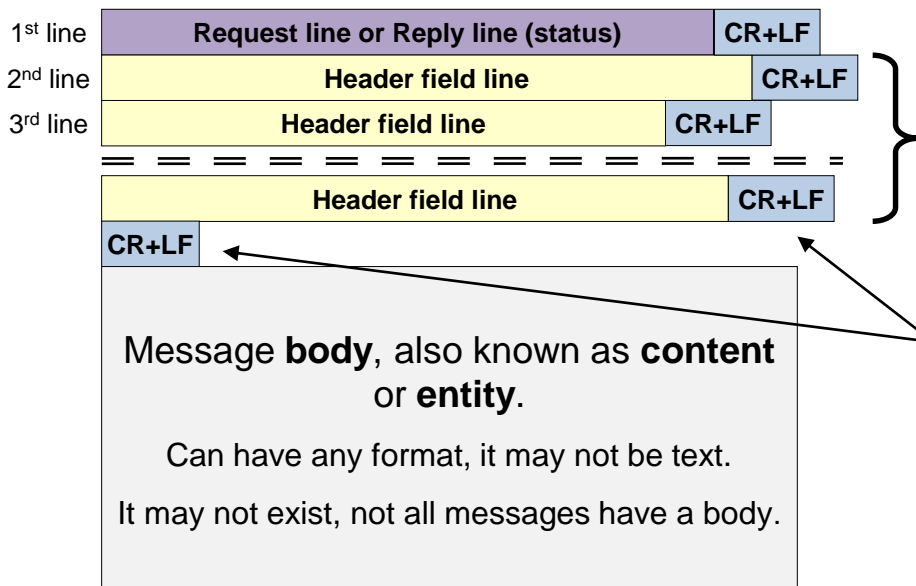 1st line Request line or Reply line (status) CR+LF
2nd line Header field line CR+LF
3rd line Header field line CR+LF
Header field line CR+LF
CR+LF
Message body, also known as content
or entity.
Can have any format, it may not be text.
It may not exist, not all messages have a body.